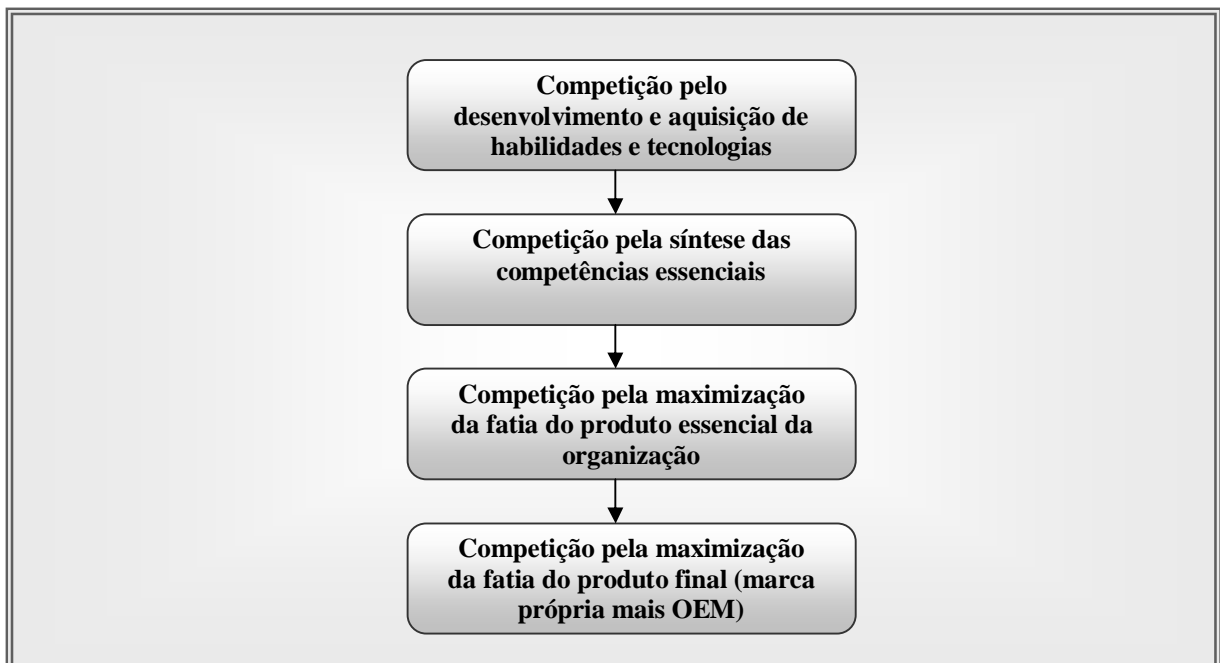 Competição pelo
desenvolvimento e aquisição de
habilidades e tecnologias
Competição pela síntese das
competências essenciais
Competição pela maximização
da fatia do produto essencial da
organização
Competição pela maximização
da fatia do produto final (marca
própria mais OEM)